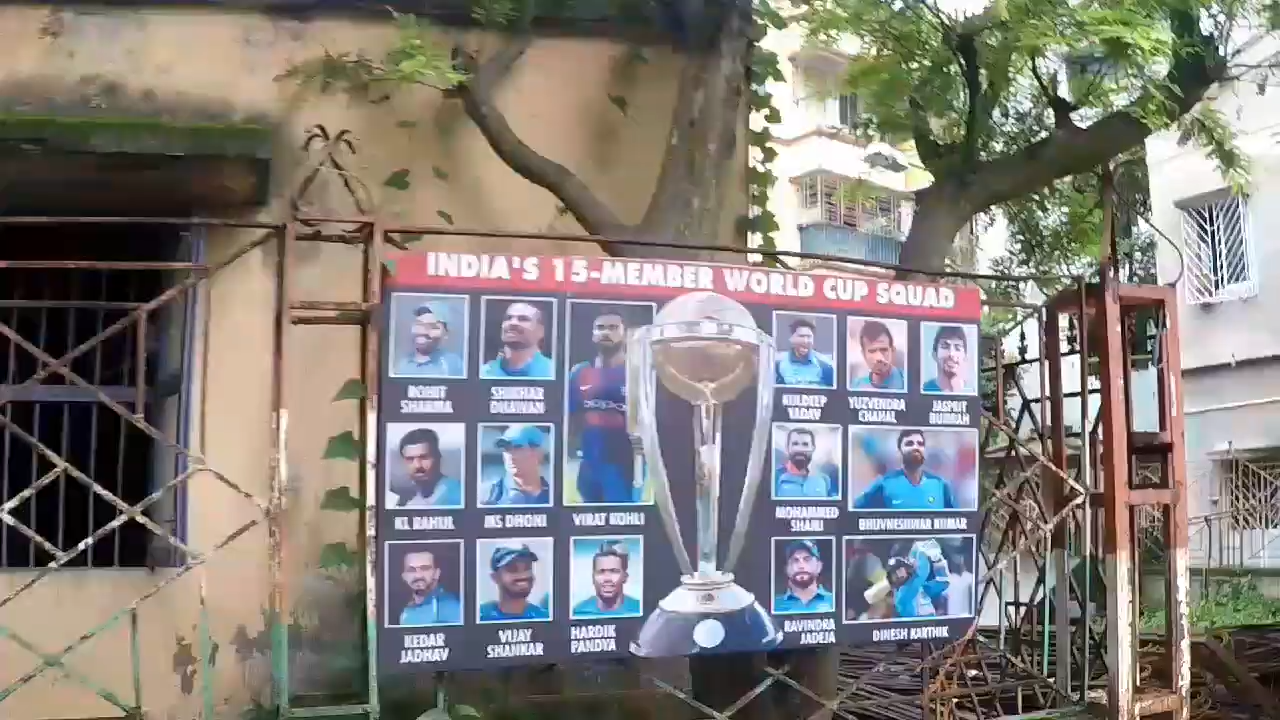 INDIA'S 15-MEMBER WORLD CUP SQUAD
ROHIT
SHARMA
SHIKHAR
DHAWAN
KULDEEP
YADAV
YUZVENDRA
CHAHAL
JASPRIT
BUMRAH
KL RAHUL
MS DHONI
VIRAT KOHLI
MOHAMMED
SHAMI
BHUVNESHWAR KUMAR
KEDAR
JADHAV
VIJAY
SHANKAR
HARDIK
PANDYA
RAVINDRA
JADEJA
DINESH KARTHIK